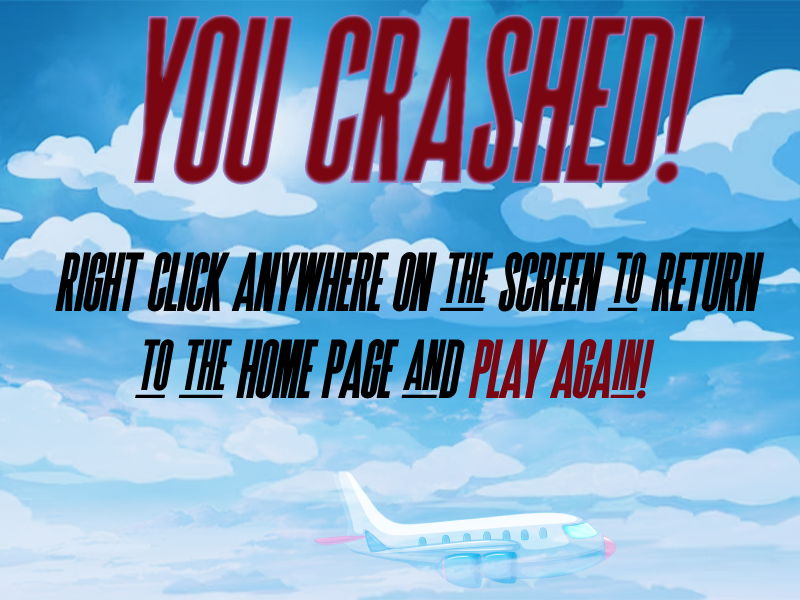 YOU CRASHED!
RIGHT CLICK ANYWHERE ON THE SCREEN TO RETURN
TO THE HOME PAGE AND PLAY AGAIN!